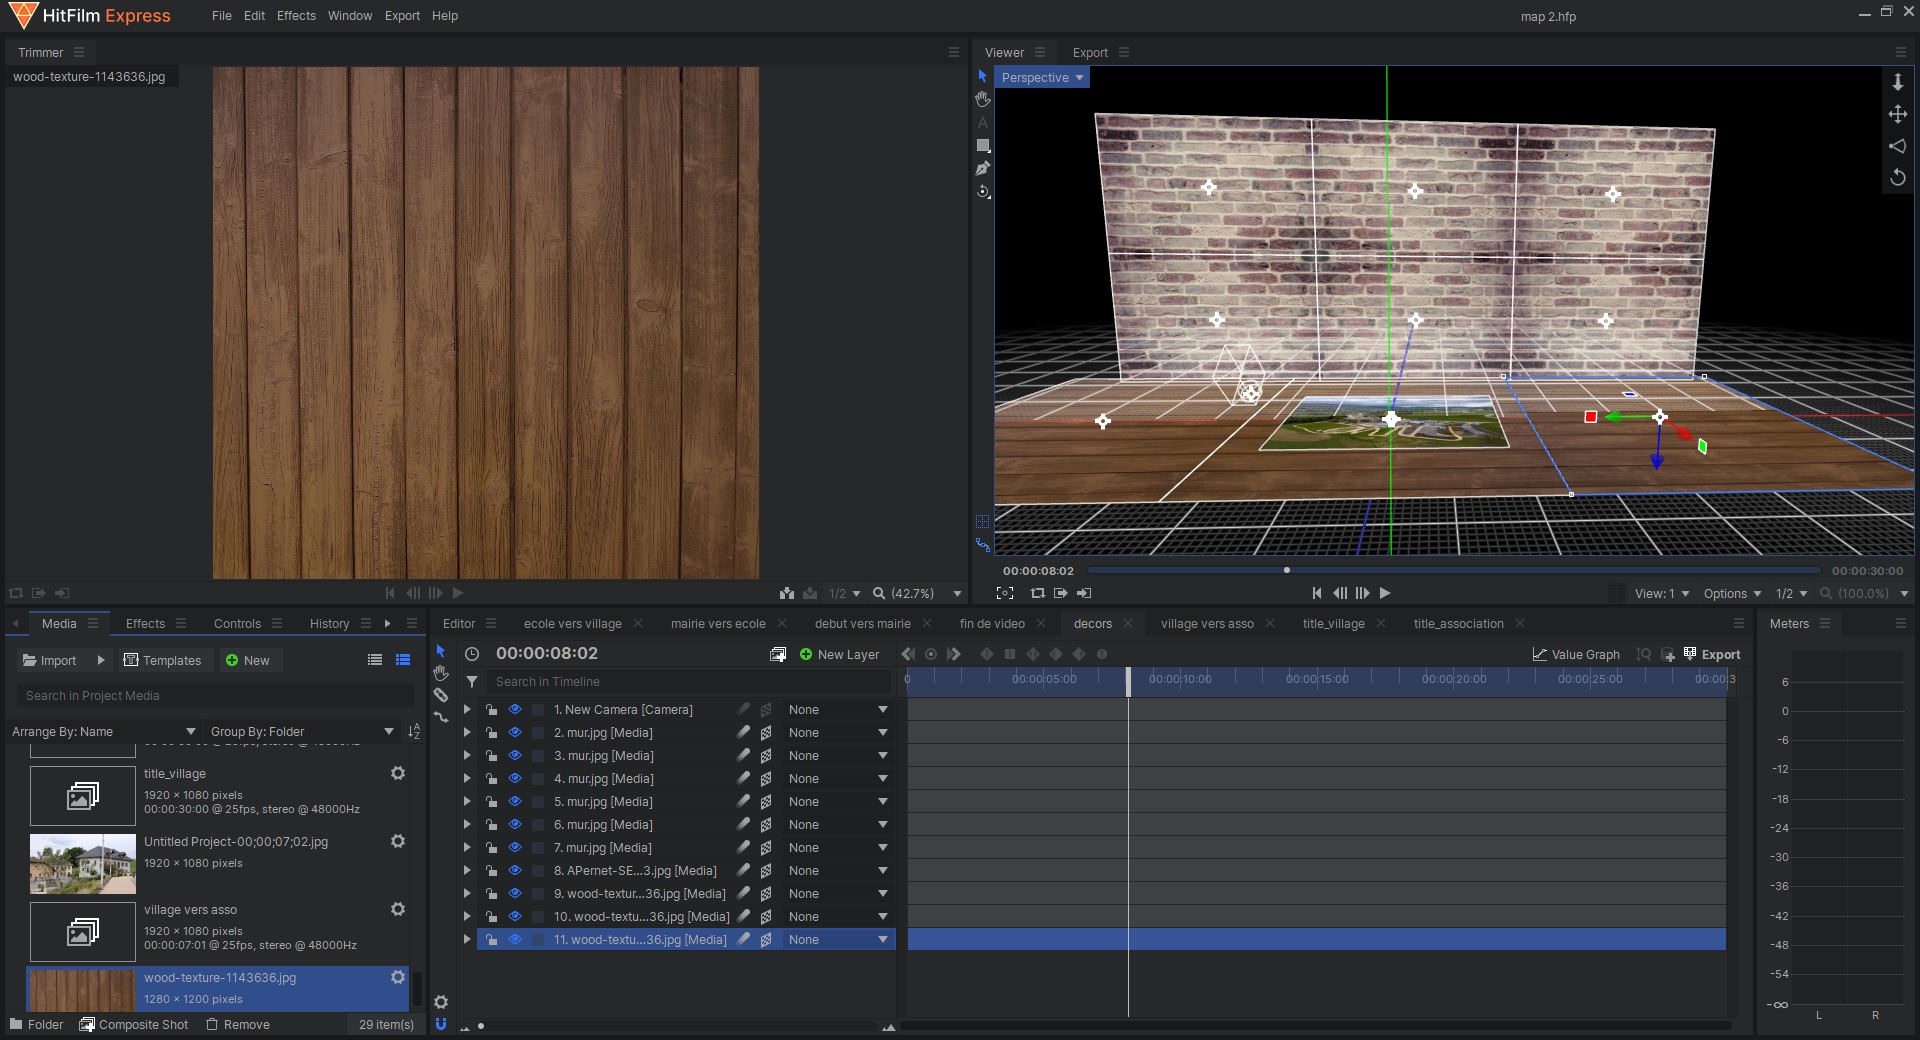 HitFilm Express
File Edit Effects Window Export Help
map 2.hfp
Trimmer
Viewer
Export
wood-texture-1143636.jpg
Perspective
00:00:08:02
00:00:30:00
1/2
(42.7%)
View: 1
Options
1/2
(100.0%)
Media
Effects
Controls
History
Editor
ecole vers village
mairie vers ecole
debut vers mairie
fin de video
decors
village vers asso
title_village
title_association
Meters
Import
Templates
New
00:00:08:02
New Layer
Value Graph
Export
Search in Project Media
Search in Timeline
0 00:00:05:00 00:00:10:00 00:00:15:00 00:00:20:00 00:00:25:00 00:00:3
Arrange By: Name
Group By: Folder
title_village
1920 × 1080 pixels
00:00:30:00 @ 25fps, stereo @ 48000Hz
Untitled Project-00;00;07;02.jpg
1920 × 1080 pixels
village vers asso
1920 × 1080 pixels
00:00:07:01 @ 25fps, stereo @ 48000Hz
wood-texture-1143636.jpg
1280 × 1200 pixels
Folder
Composite Shot
Remove
29 item(s)
1. New Camera [Camera] None
2. mur.jpg [Media] None
3. mur.jpg [Media] None
4. mur.jpg [Media] None
5. mur.jpg [Media] None
6. mur.jpg [Media] None
7. mur.jpg [Media] None
8. APernet-SE...3.jpg [Media] None
9. wood-textur...36.jpg [Media] None
10. wood-textu...36.jpg [Media] None
11. wood-textu...36.jpg [Media] None
6
0
-6
-12
-18
-24
-30
-36
-42
-48
-54
-∞
L R